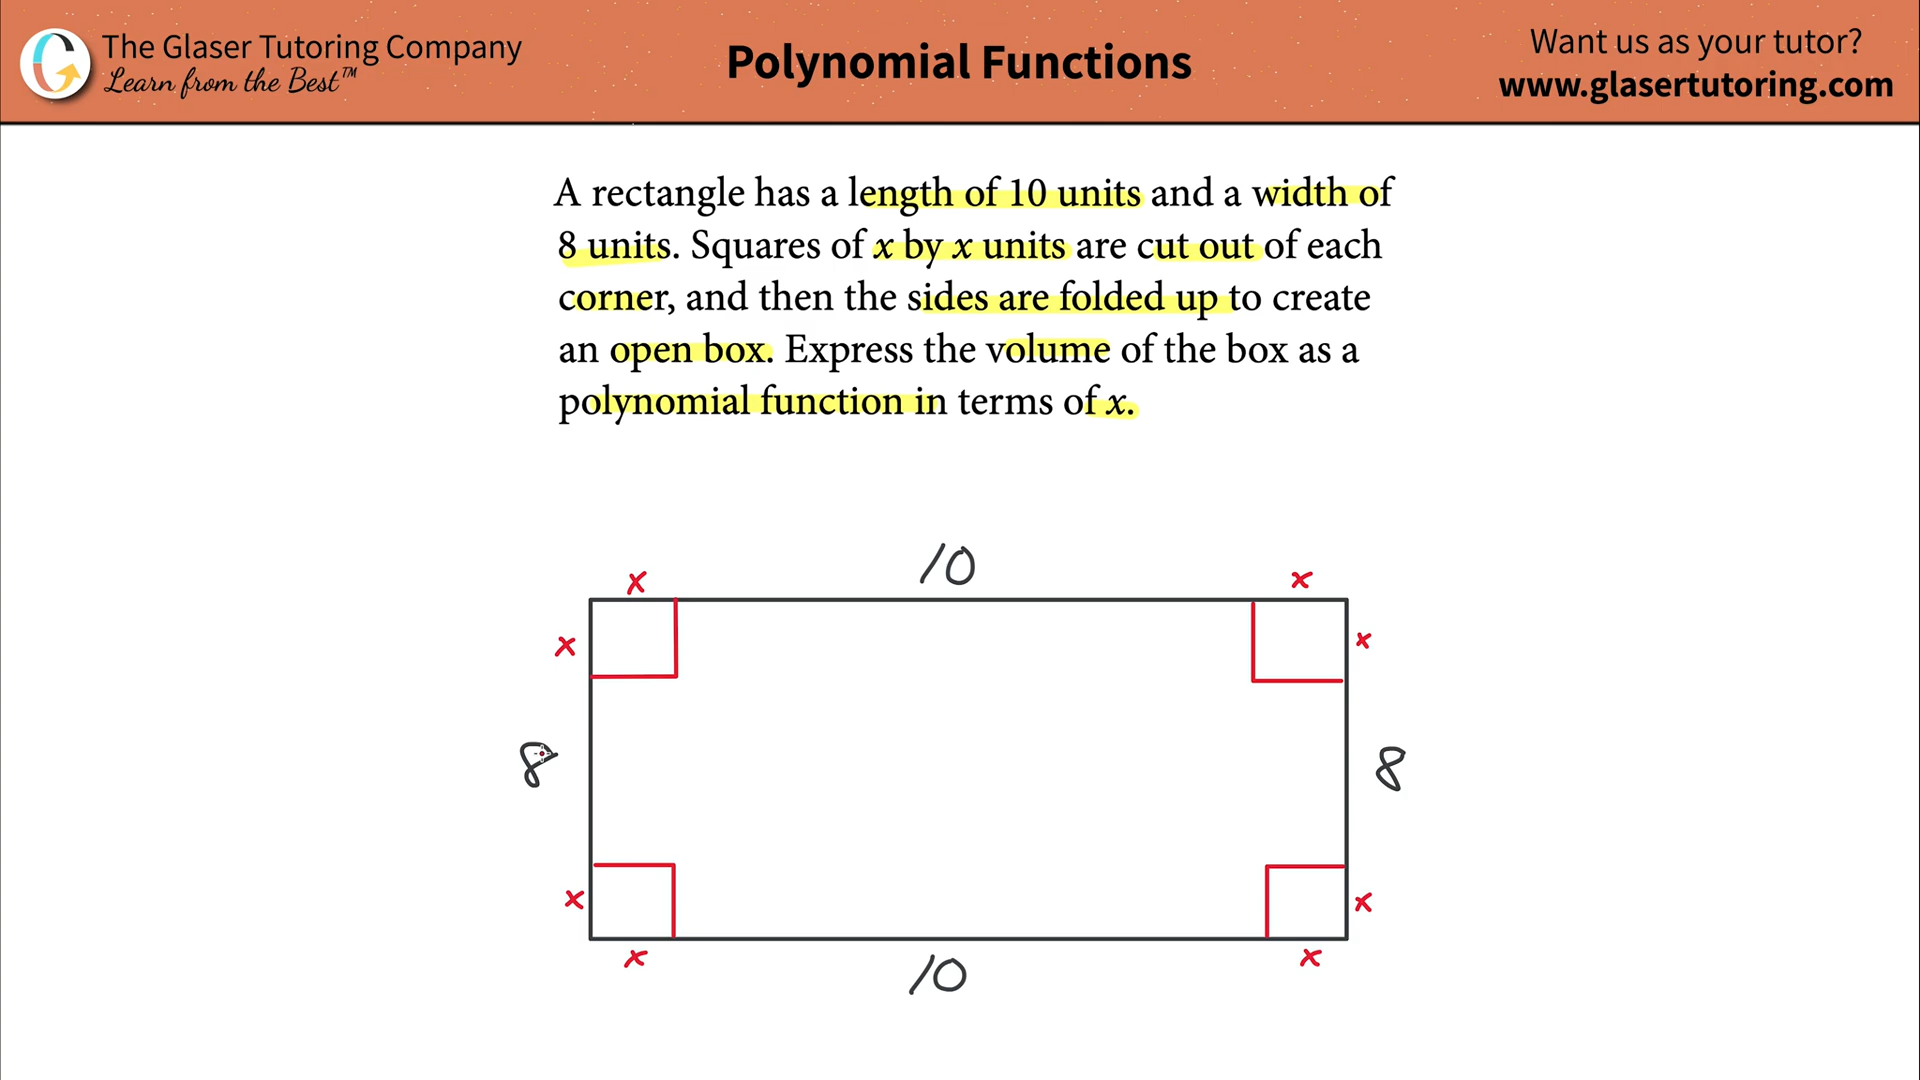 The Glaser Tutoring Company
Learn from the Best™
Polynomial Functions
Want us as your tutor?
www.glasertutoring.com
A rectangle has a length of 10 units and a width of
8 units. Squares of x by x units are cut out of each
corner, and then the sides are folded up to create
an open box. Express the volume of the box as a
polynomial function in terms of x.
10
x x
x x
8 8
x x
x x
10